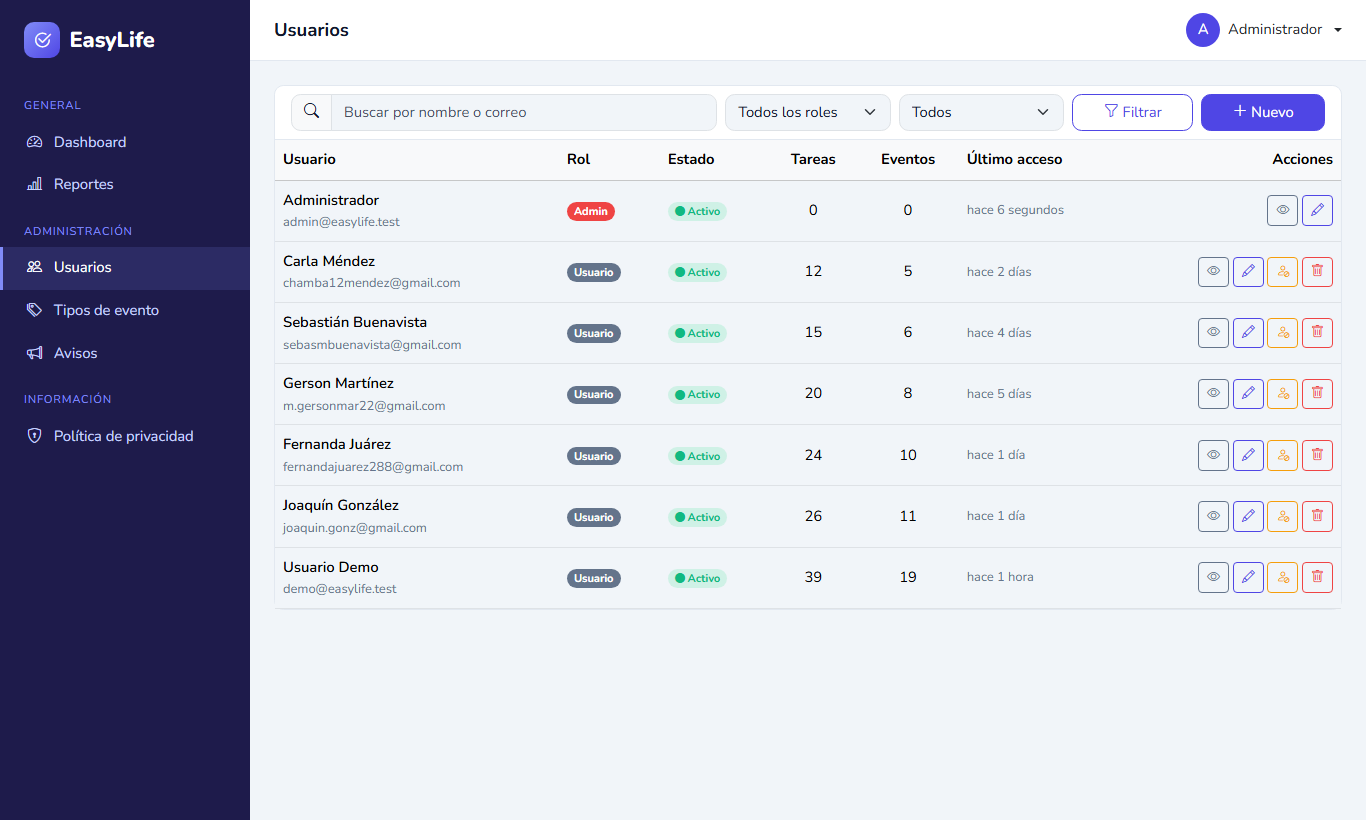 EasyLife
GENERAL
Dashboard
Reportes
ADMINISTRACIÓN
Usuarios
Tipos de evento
Avisos
INFORMACIÓN
Política de privacidad
Usuarios
A Administrador
Buscar por nombre o correo Todos los roles Todos Filtrar + Nuevo
Usuario Rol Estado Tareas Eventos Último acceso Acciones
Administrador
admin@easylife.test
Admin Activo 0 0 hace 6 segundos
Carla Méndez
chamba12mendez@gmail.com
Usuario Activo 12 5 hace 2 días
Sebastián Buenavista
sebasmbuenavista@gmail.com
Usuario Activo 15 6 hace 4 días
Gerson Martínez
m.gersonmar22@gmail.com
Usuario Activo 20 8 hace 5 días
Fernanda Juárez
fernandajuarez288@gmail.com
Usuario Activo 24 10 hace 1 día
Joaquín González
joaquin.gonz@gmail.com
Usuario Activo 26 11 hace 1 día
Usuario Demo
demo@easylife.test
Usuario Activo 39 19 hace 1 hora